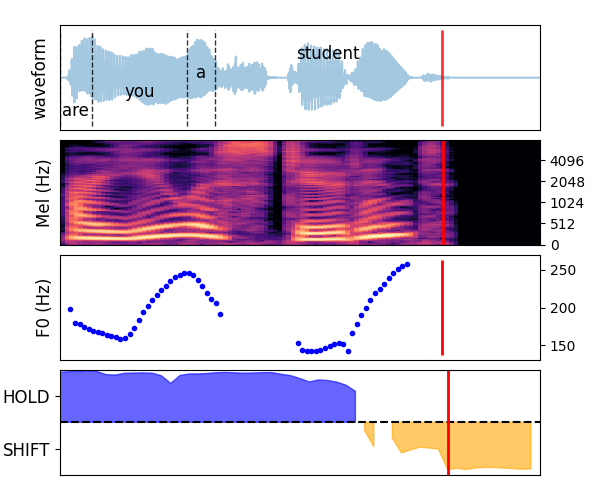 waveform
are
you
a
student
Mel (Hz)
4096
2048
1024
512
0
F0 (Hz)
250
200
150
HOLD
SHIFT